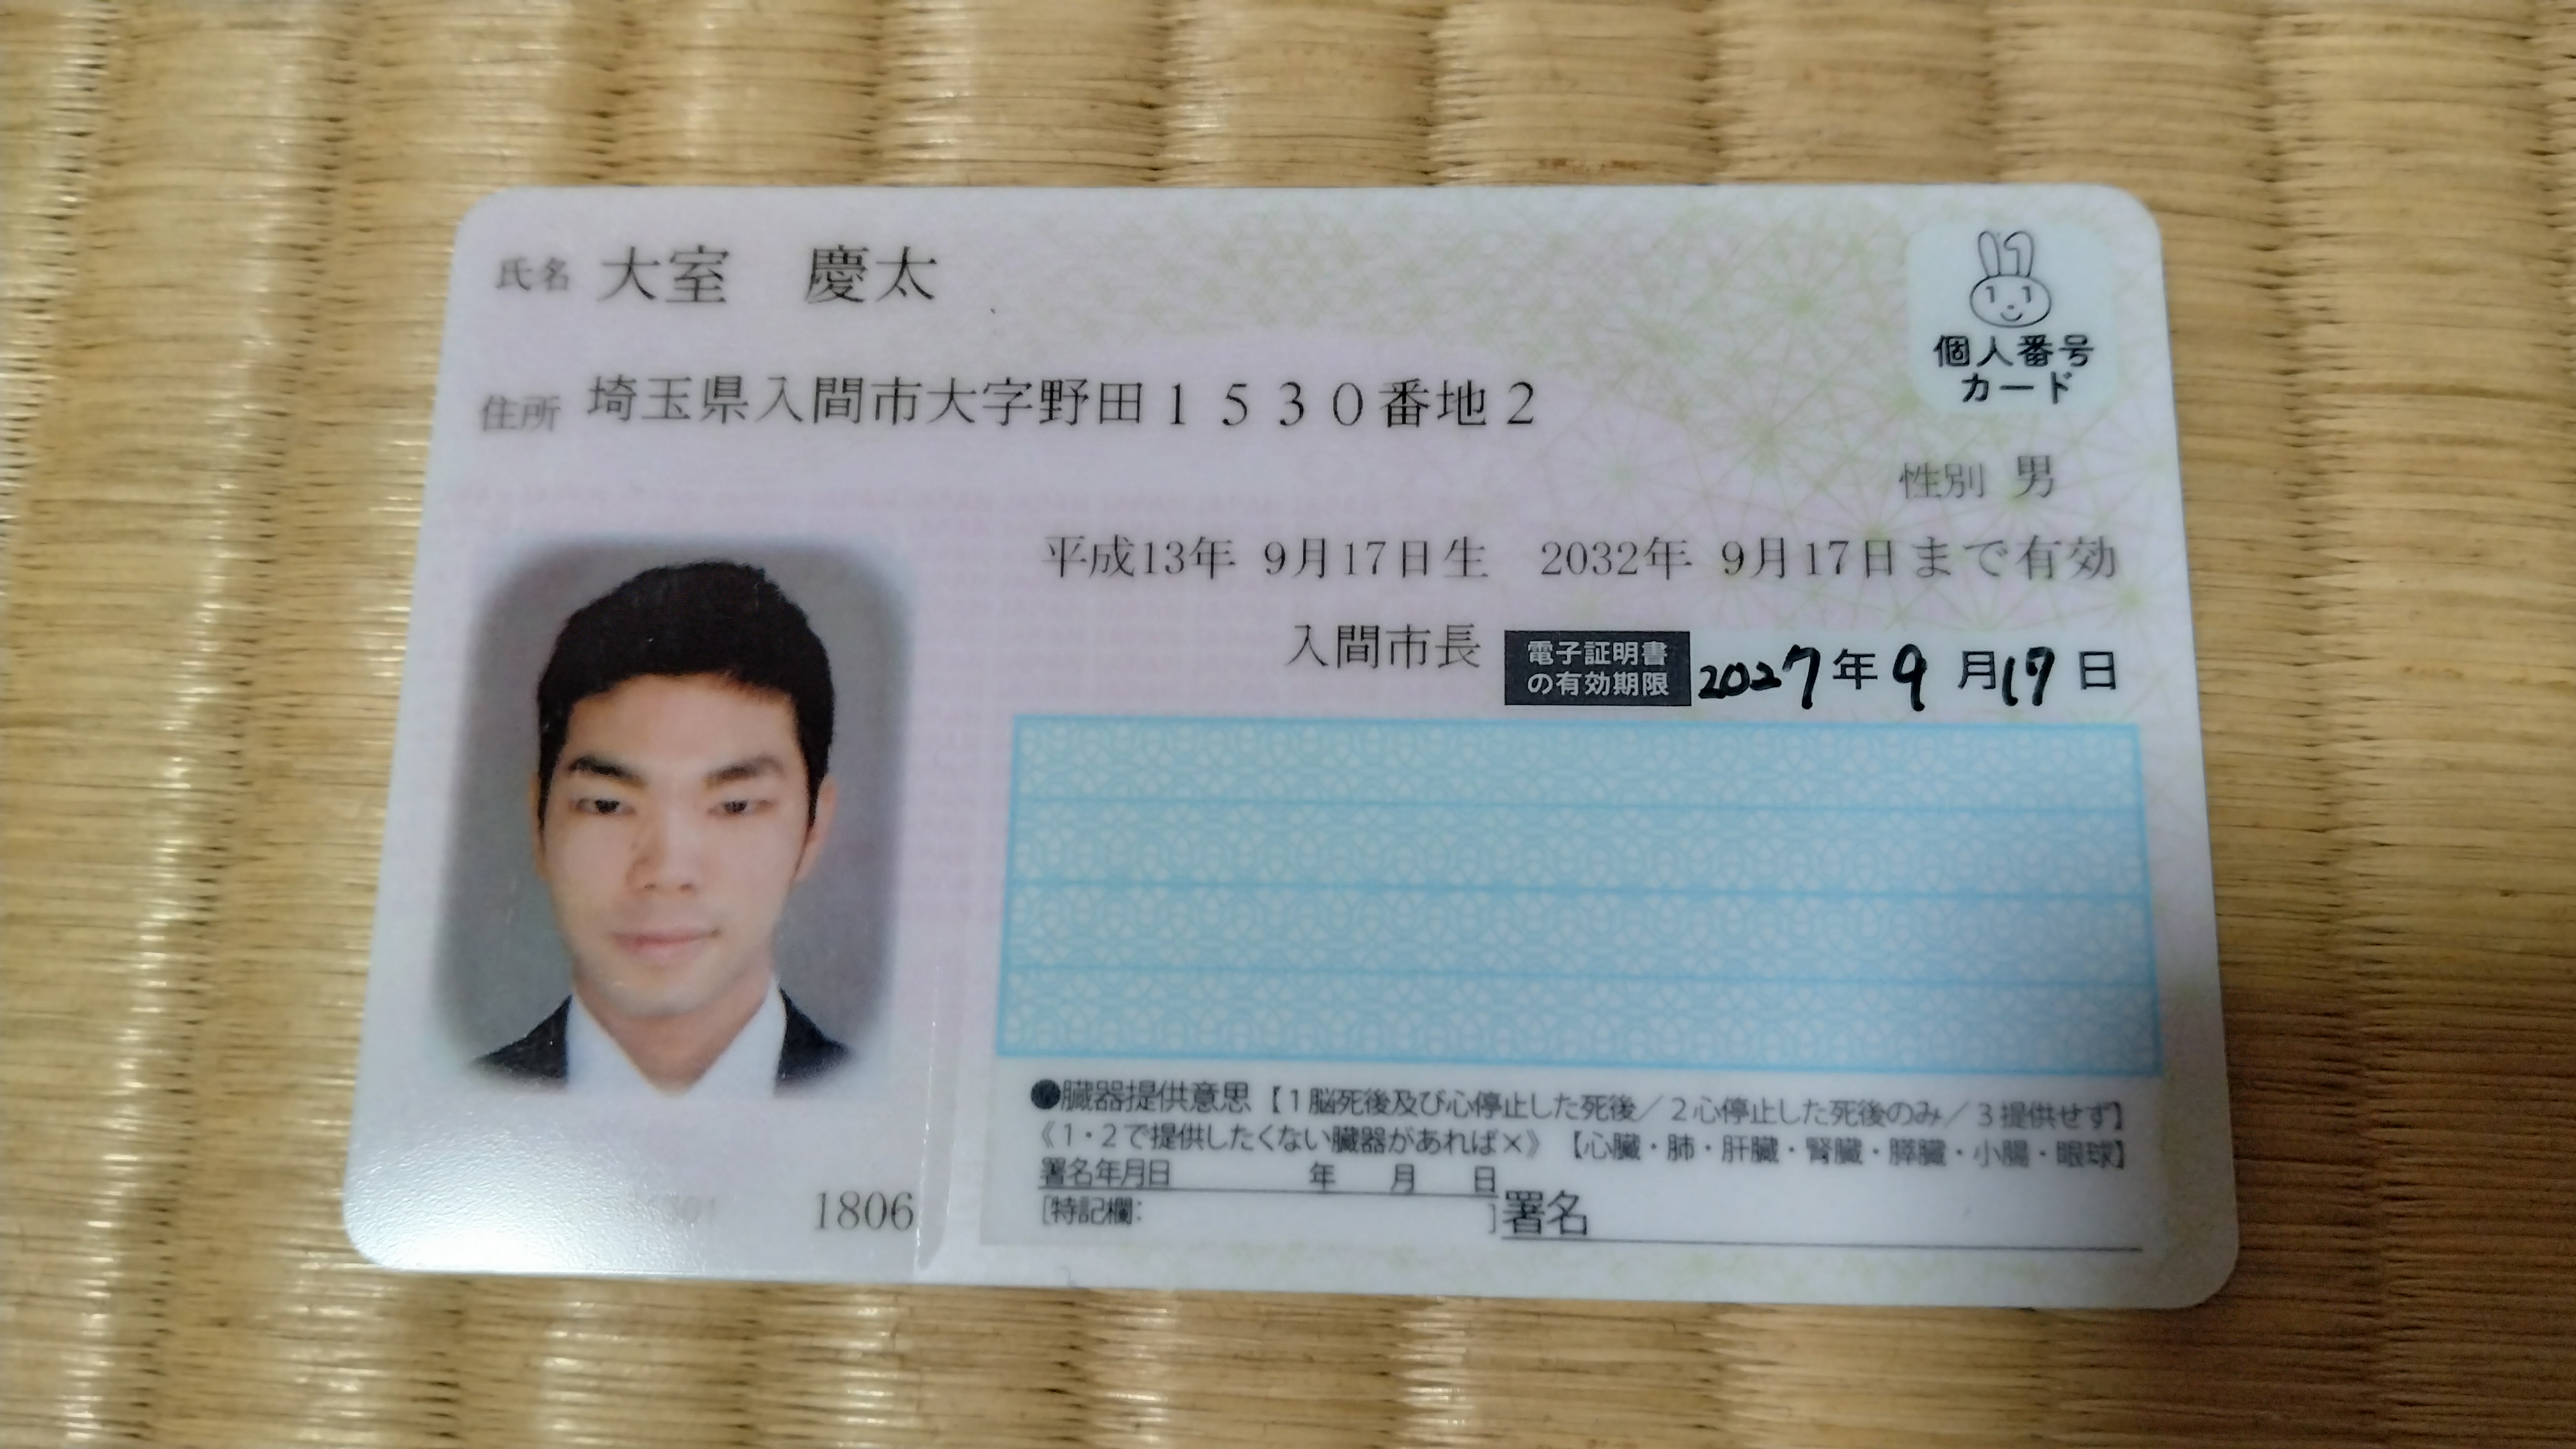 氏名 大室 慶太
個人番号
カード
住所 埼玉県入間市大字野田1530番地2
性別 男
平成13年 9月17日生 2032年 9月17日まで有効
入間市長
電子証明書
の有効期限
2027年9月17日
●臓器提供意思【1脳死後及び心停止した死後/2心停止した死後のみ/3提供せず】
《1・2で提供したくない臓器があれば×》【心臓・肺・肝臓・腎臓・膵臓・小腸・眼球】
署名年月日 年 月 日
[特記欄: ] 署名
1806